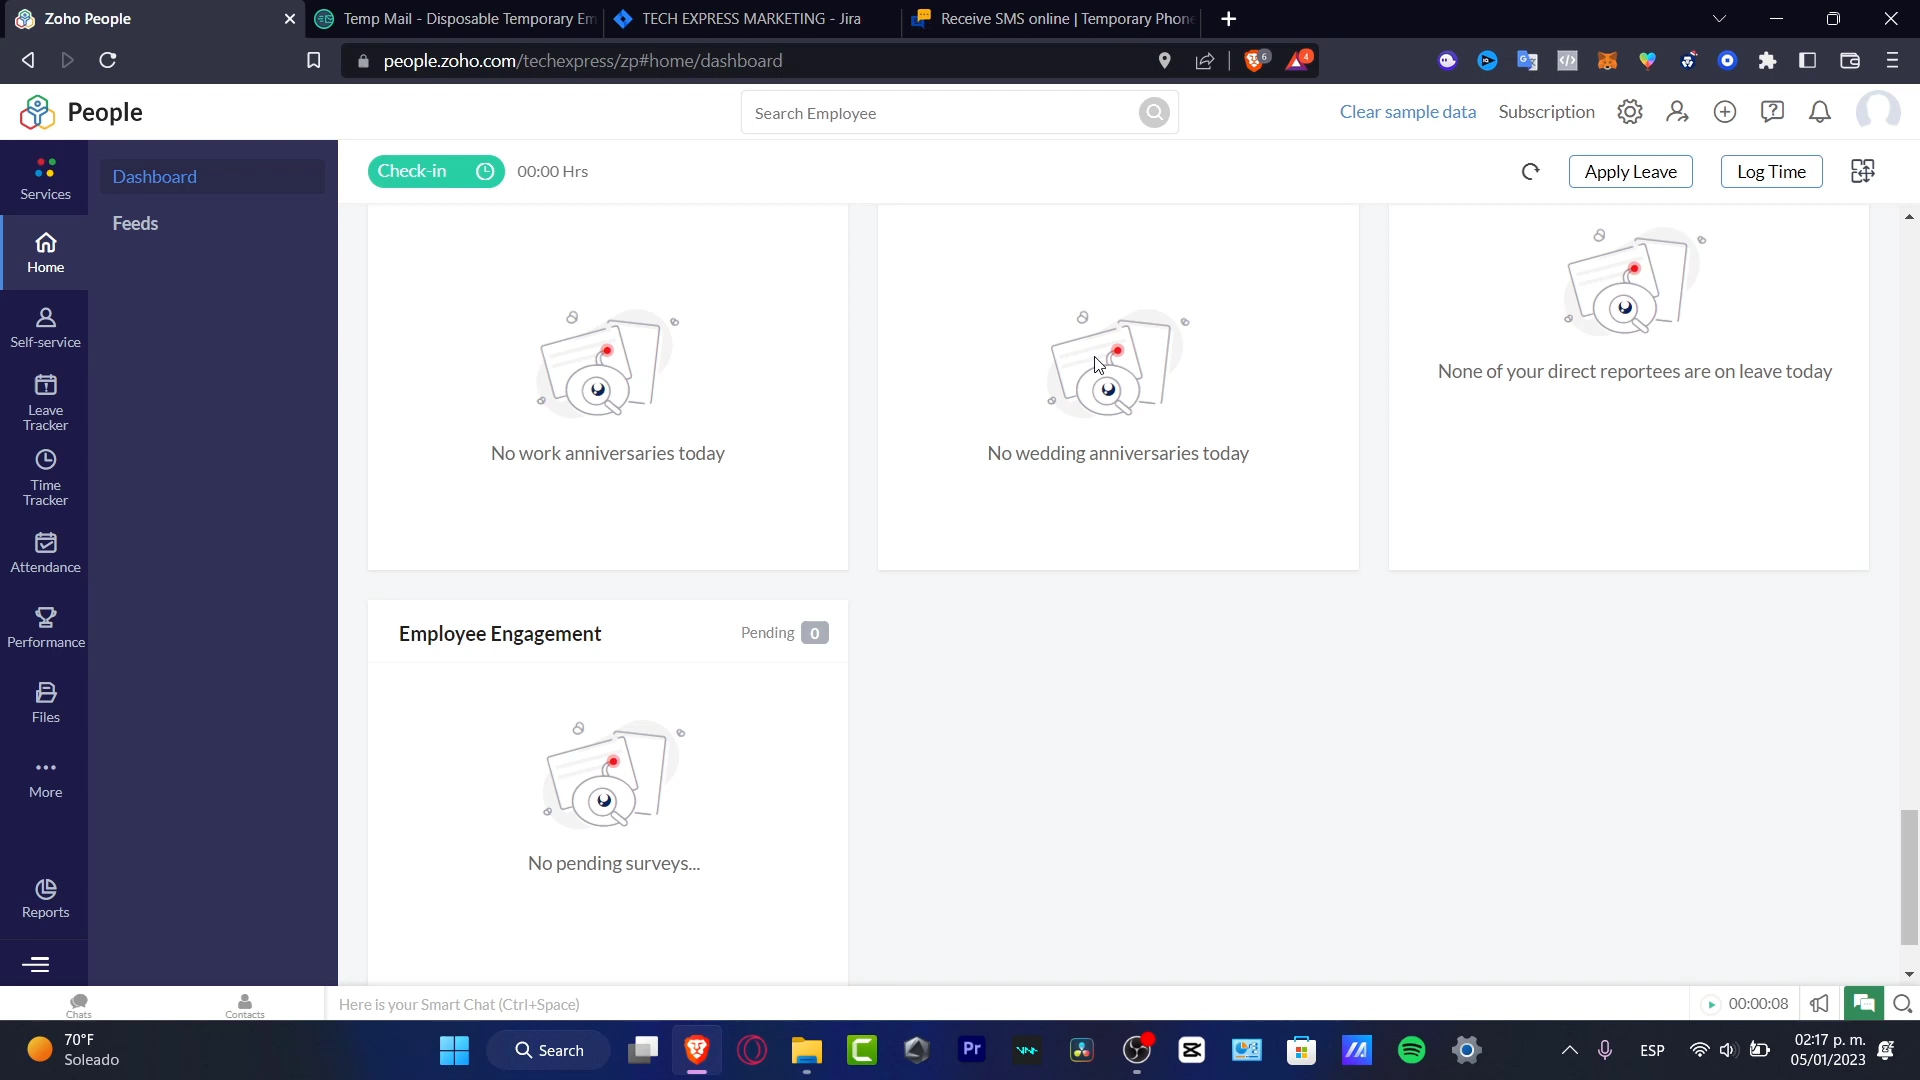 Zoho People
Temp Mail - Disposable Temporary Em
TECH EXPRESS MARKETING - Jira
Receive SMS online | Temporary Phone
people.zoho.com/techexpress/zp#home/dashboard
6
4
People
Search Employee
Clear sample data
Subscription
Services
Home
Self-service
Leave
Tracker
Time
Tracker
Attendance
Performance
Files
More
Reports
Dashboard
Feeds
Check-in
00:00 Hrs
Apply Leave
Log Time
No work anniversaries today
No wedding anniversaries today
None of your direct reportees are on leave today
Employee Engagement
Pending 0
No pending surveys...
Chats
Contacts
Here is your Smart Chat (Ctrl+Space)
00:00:08
70°F
Soleado
Search
Pr
ESP
02:17 p. m.
05/01/2023